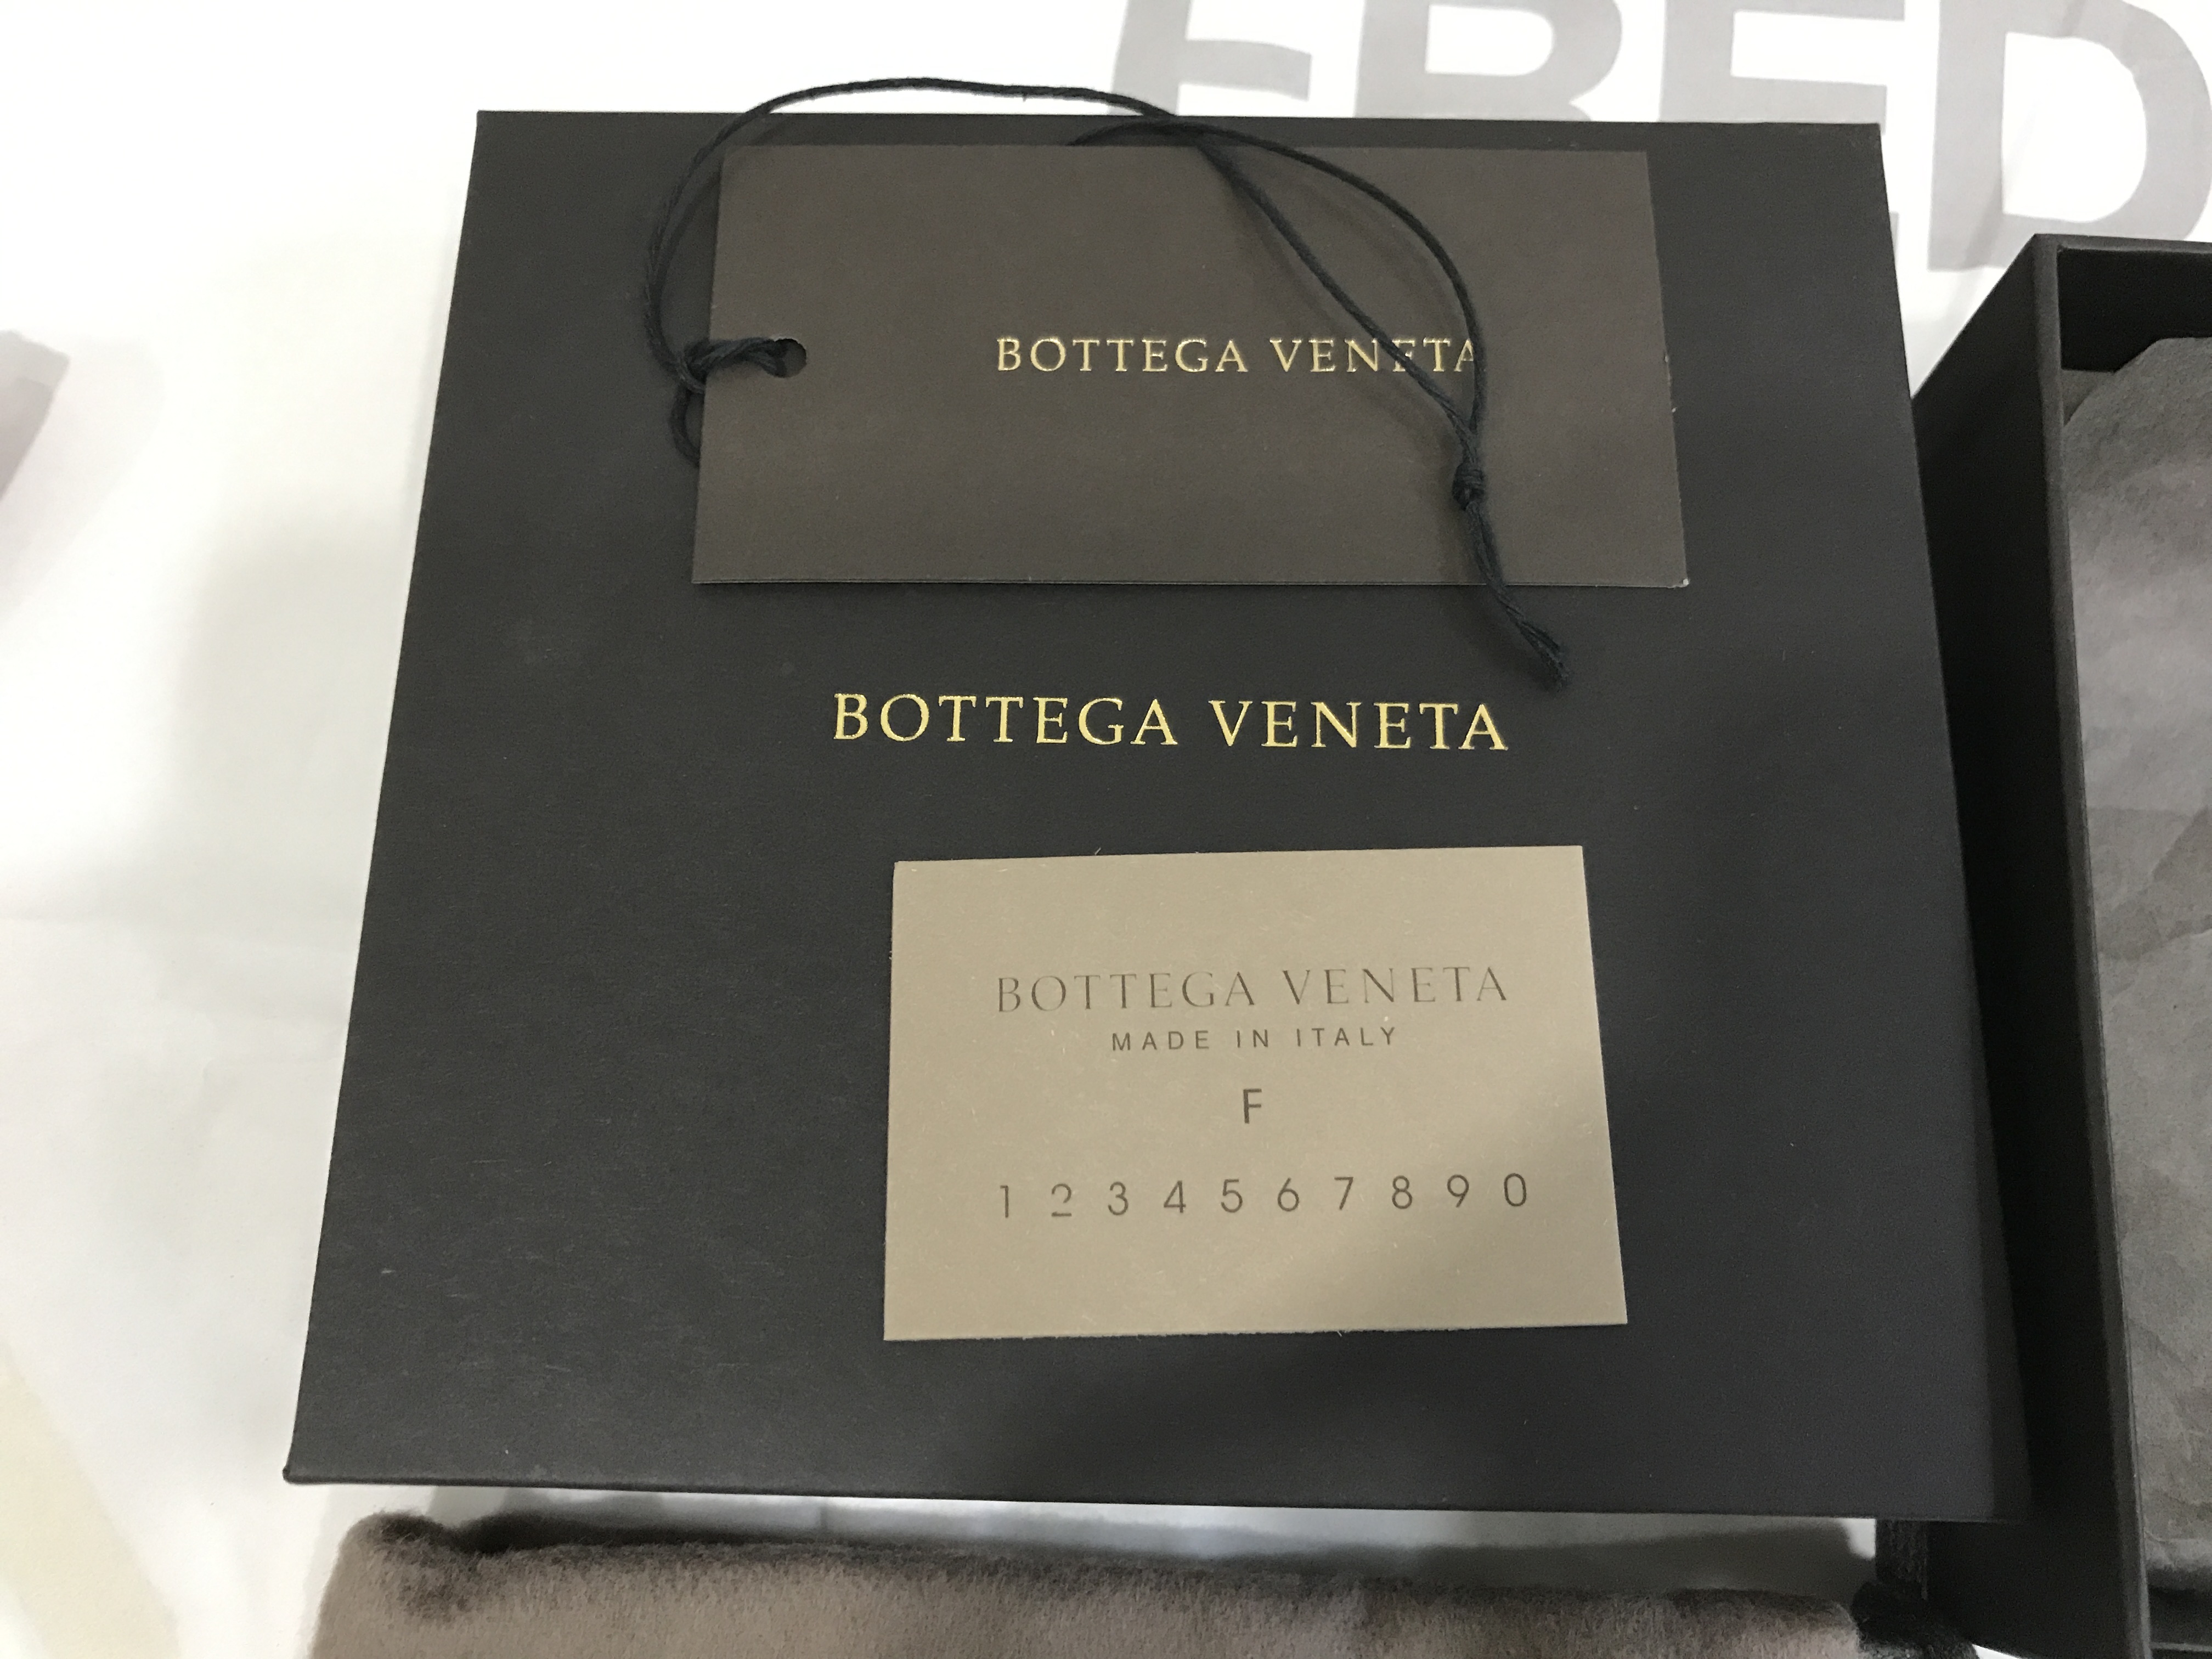 BOTTEGA VENETA
BOTTEGA VENETA
BOTTEGA VENETA
MADE IN ITALY
F
1 2 3 4 5 6 7 8 9 0